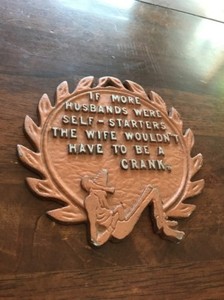 IF MORE
HUSBANDS WERE
SELF-STARTERS
THE WIFE WOULDN'T
HAVE TO BE A
CRANK.